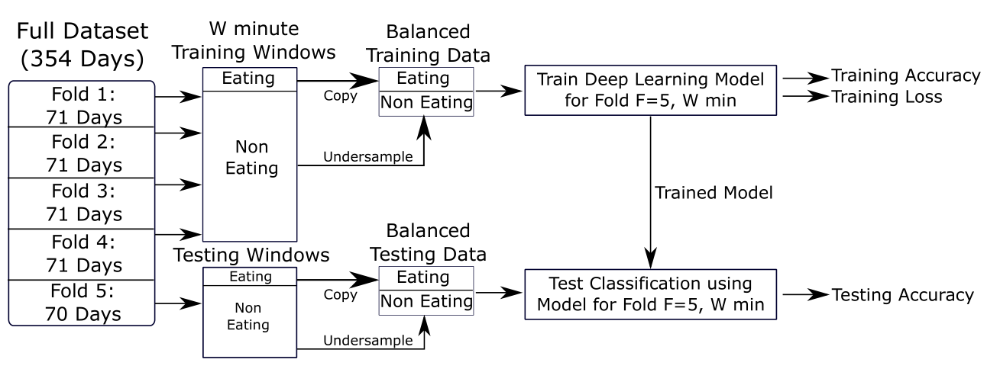 Full Dataset
(354 Days)
Fold 1:
71 Days
Fold 2:
71 Days
Fold 3:
71 Days
Fold 4:
71 Days
Fold 5:
70 Days
W minute
Training Windows
Eating
Non
Eating
Copy
Undersample
Balanced
Training Data
Eating
Non Eating
Train Deep Learning Model
for Fold F=5, W min
Training Accuracy
Training Loss
Trained Model
Testing Windows
Eating
Non
Eating
Copy
Undersample
Balanced
Testing Data
Eating
Non Eating
Test Classification using
Model for Fold F=5, W min
Testing Accuracy